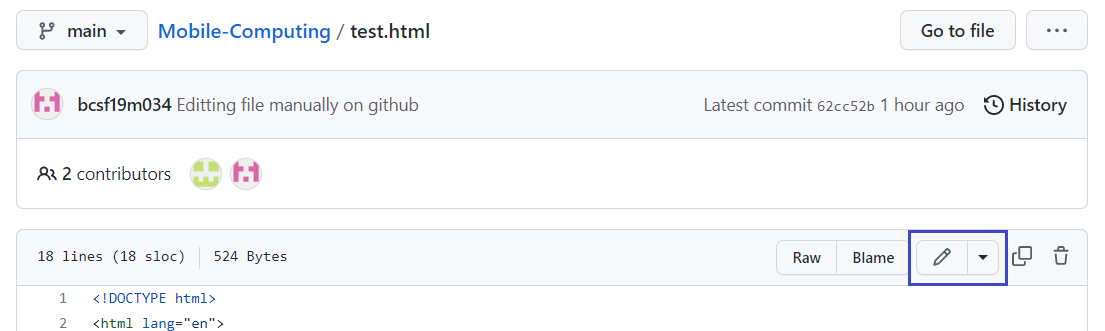 main Mobile-Computing / test.html Go to file ...
bcsf19m034 Editting file manually on github Latest commit 62cc52b 1 hour ago History
2 contributors
18 lines (18 sloc) 524 Bytes Raw Blame
1 <!DOCTYPE html>
2 <html lang="en">